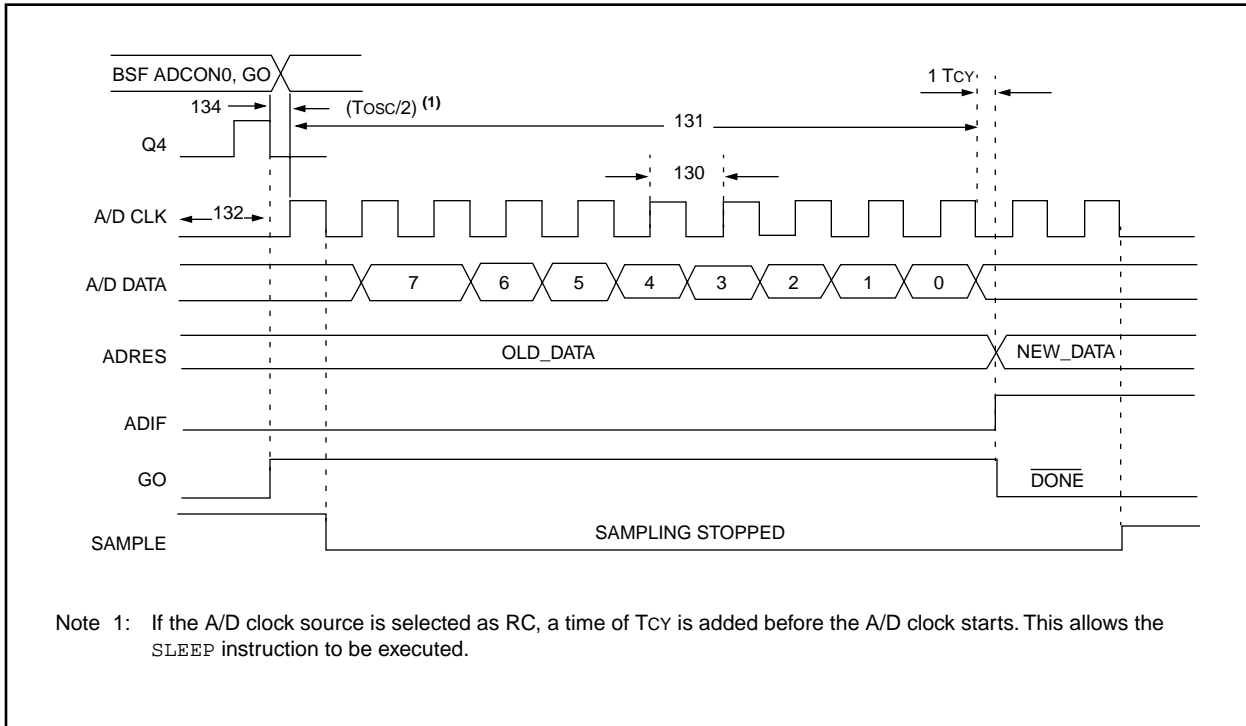 BSF ADCON0, GO
1 TCY
134
(TOSC/2) (1)
131
Q4
130
A/D CLK
132
A/D DATA
7
6
5
4
3
2
1
0
ADRES
OLD_DATA
NEW_DATA
ADIF
GO
DONE
SAMPLE
SAMPLING STOPPED
Note 1: If the A/D clock source is selected as RC, a time of TCY is added before the A/D clock starts. This allows the
SLEEP instruction to be executed.